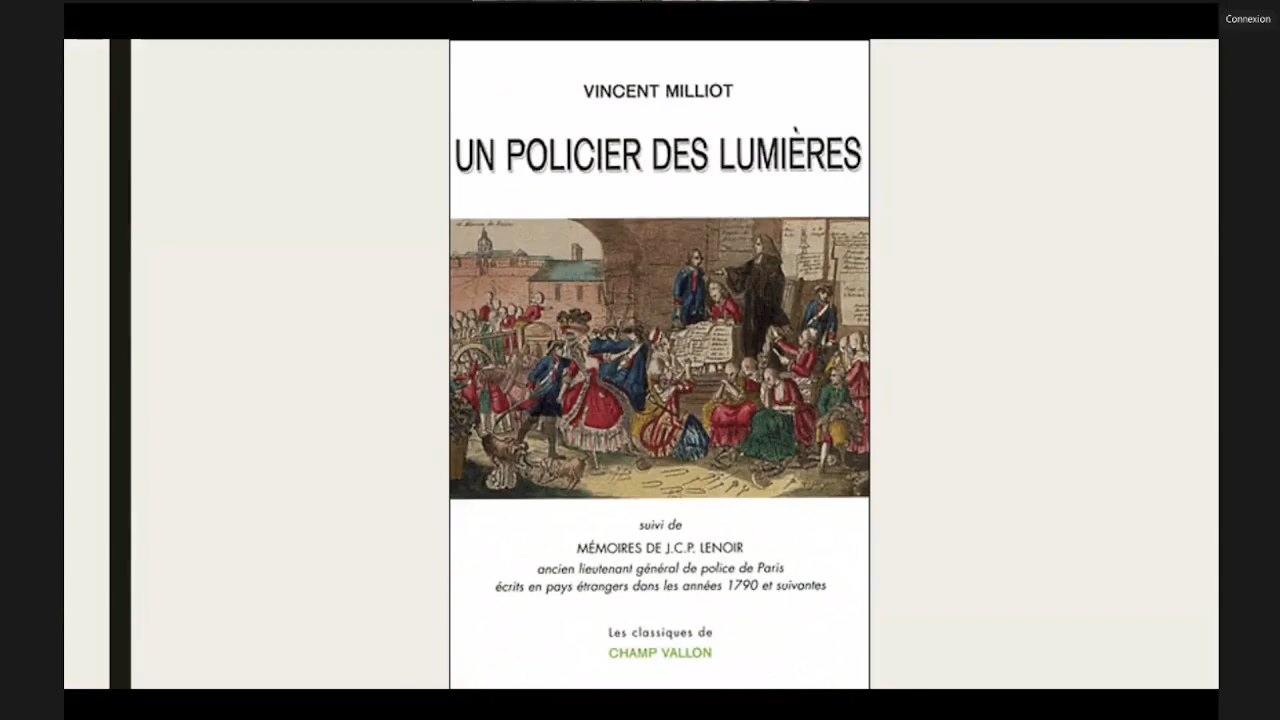 Connexion
VINCENT MILLIOT
UN POLICIER DES LUMIÈRES
suivi de
MÉMOIRES DE J.C.P. LENOIR
ancien lieutenant général de police de Paris
écrits en pays étrangers dans les années 1790 et suivantes
Les classiques de
CHAMP VALLON